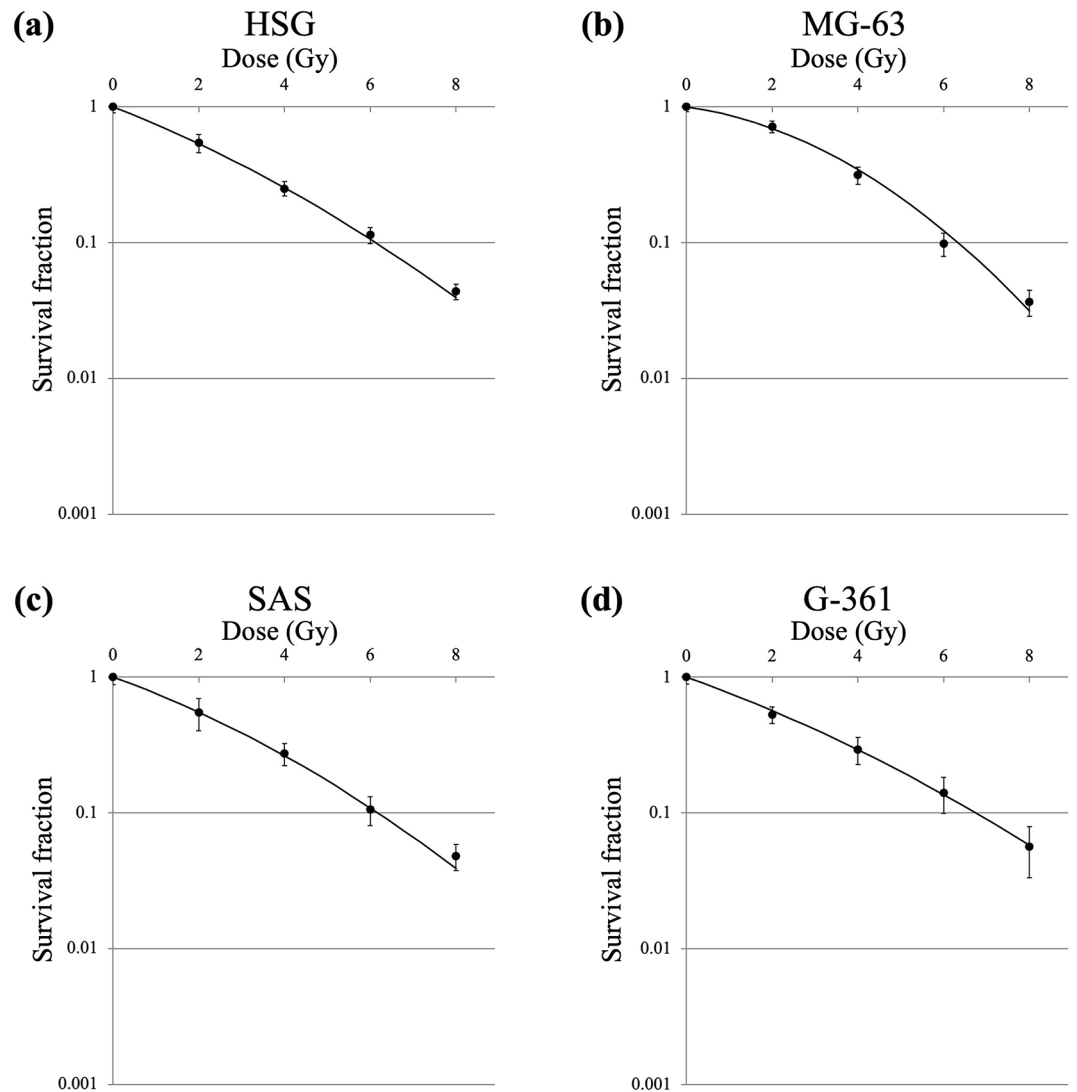 (a) HSG
Dose (Gy)
0 2 4 6 8
1
0.1
0.01
0.001
Survival fraction
(b) MG-63
Dose (Gy)
0 2 4 6 8
1
0.1
0.01
0.001
Survival fraction
(c) SAS
Dose (Gy)
0 2 4 6 8
1
0.1
0.01
0.001
Survival fraction
(d) G-361
Dose (Gy)
0 2 4 6 8
1
0.1
0.01
0.001
Survival fraction